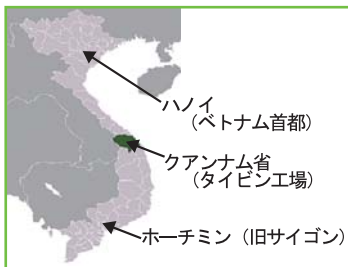 ハノイ
（ベトナム首都）
クアンナム省
（タイビン工場）
ホーチミン（旧サイゴン）